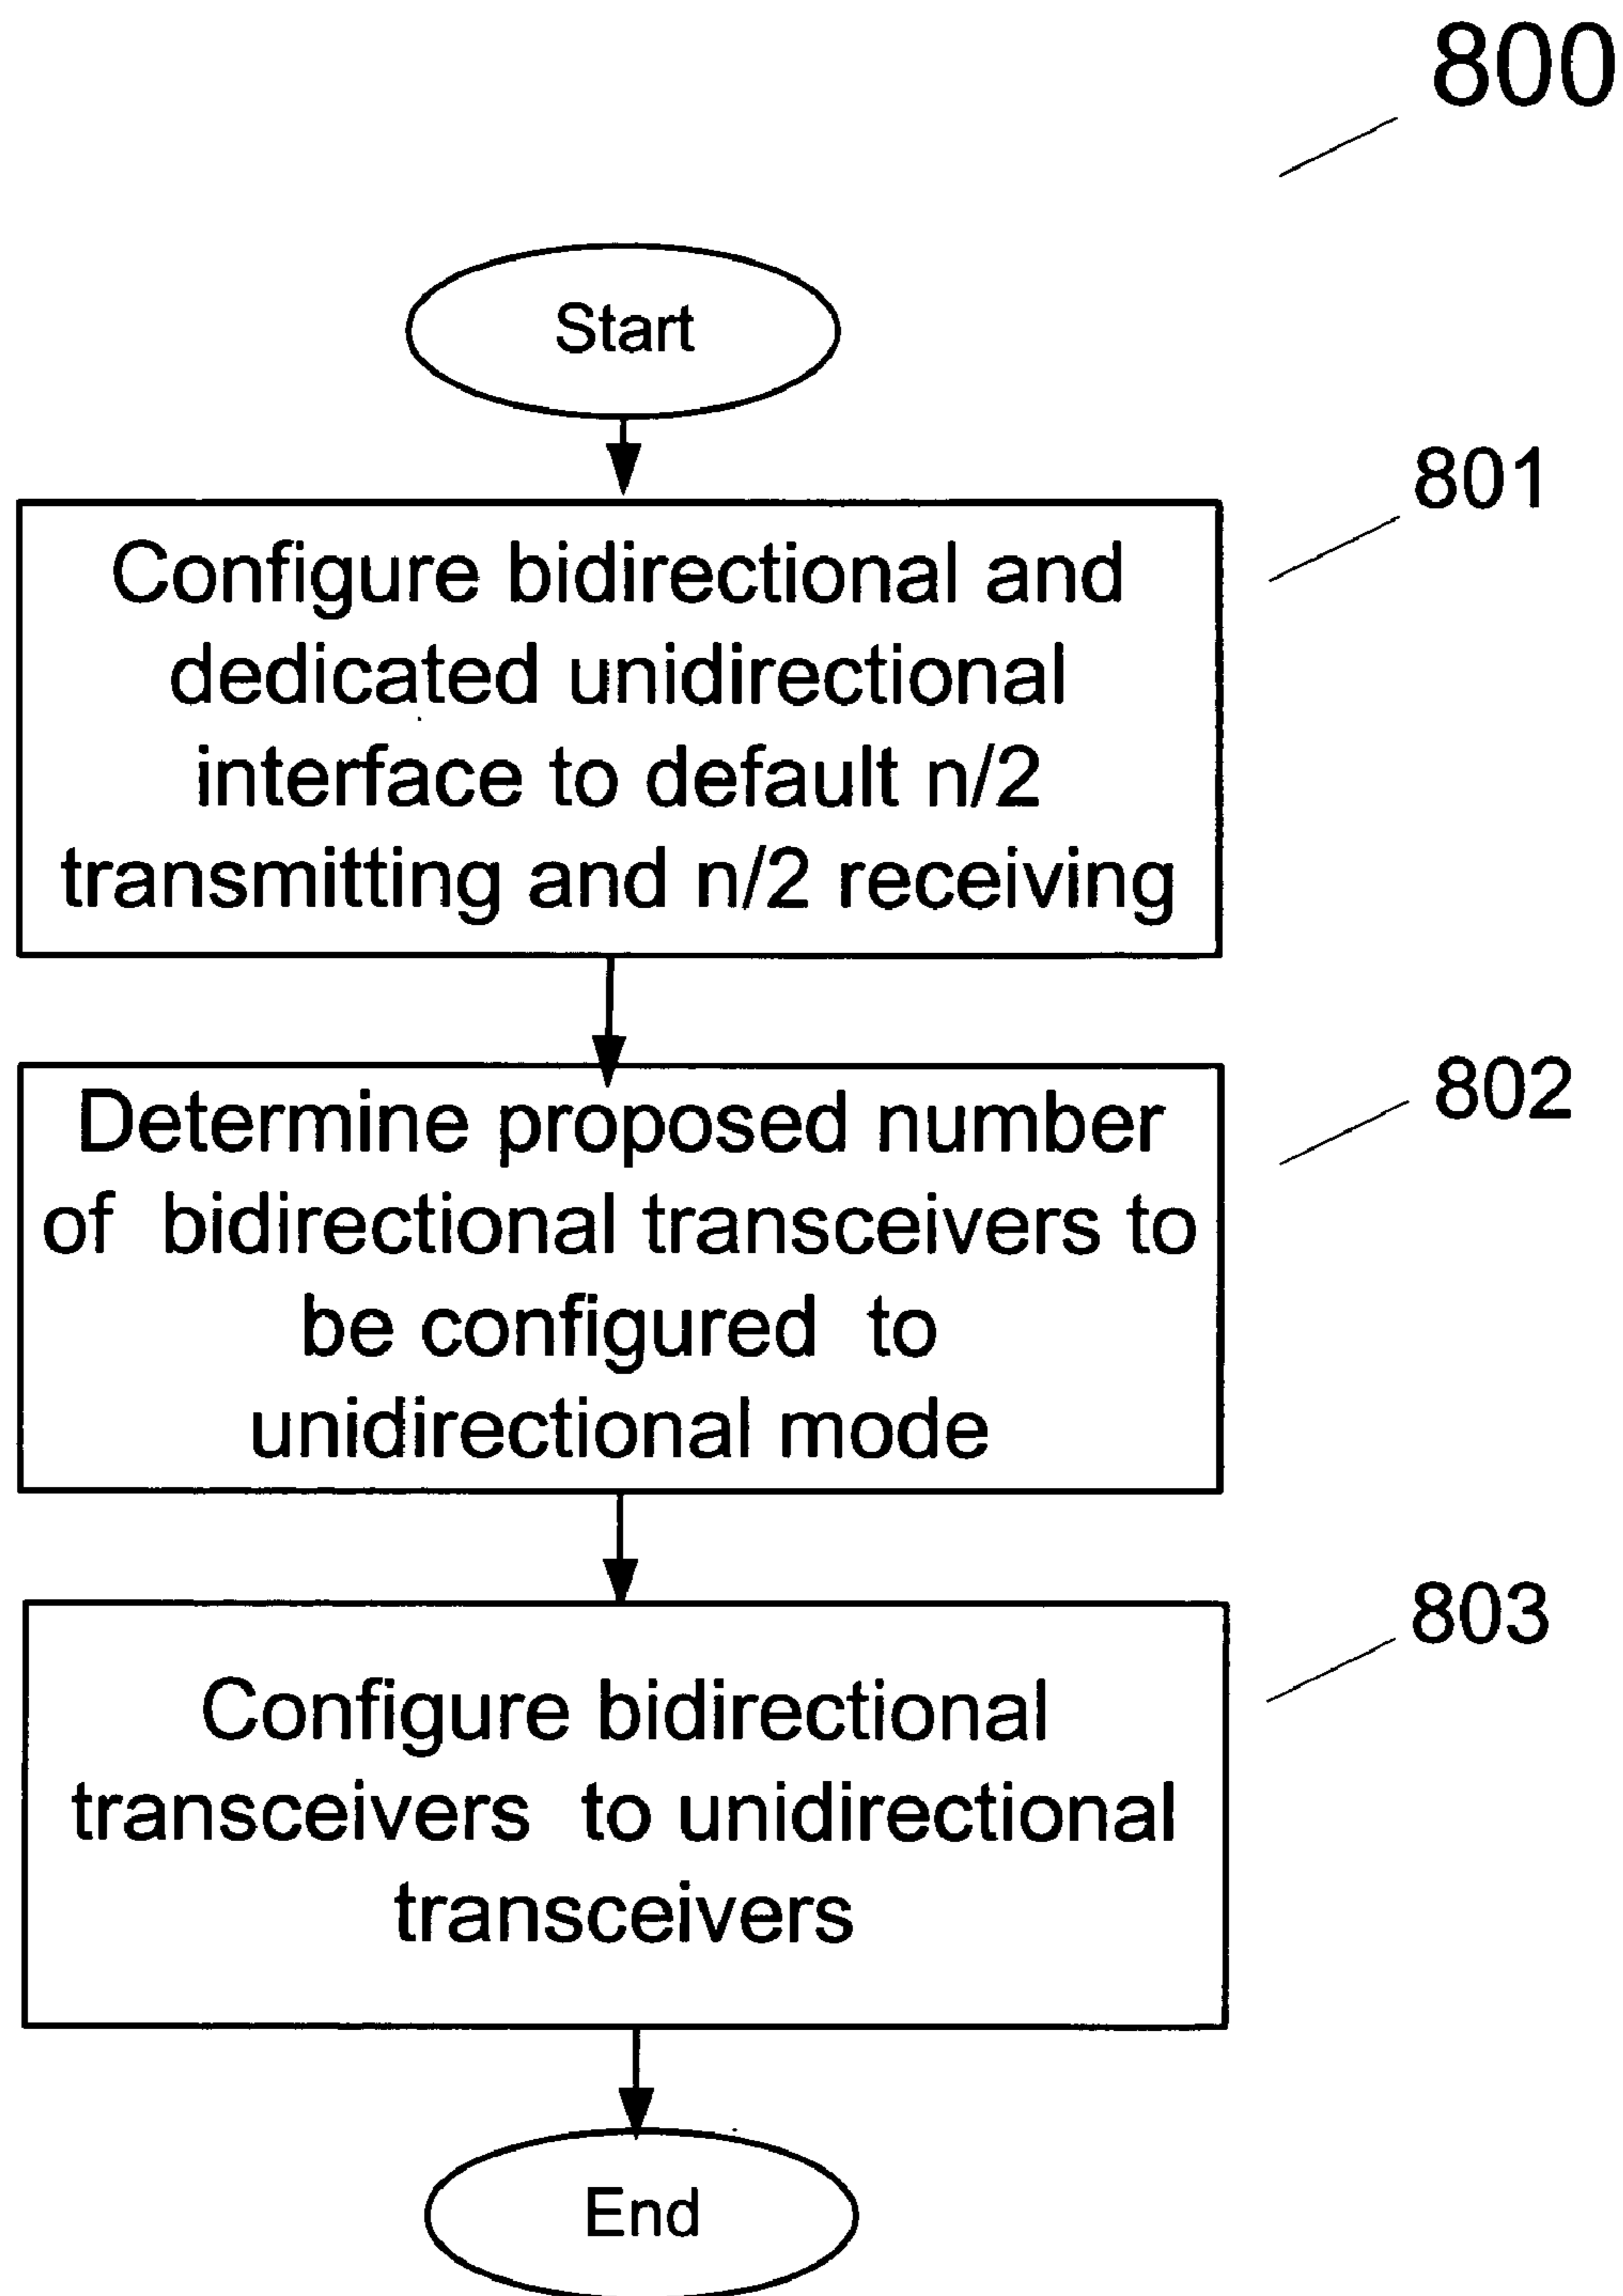 800
Start
801
Configure bidirectional and
dedicated unidirectional
interface to default n/2
transmitting and n/2 receiving
802
Determine proposed number
of bidirectional transceivers to
be configured to
unidirectional mode
803
Configure bidirectional
transceivers to unidirectional
transceivers
End